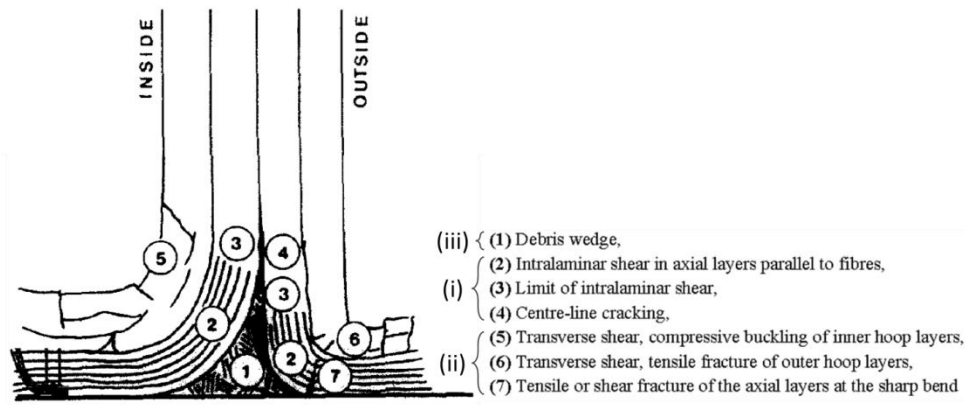 INSIDE
OUTSIDE
5
3
4
3
2
2
1
7
6
(iii) { (1) Debris wedge,
(2) Intralaminar shear in axial layers parallel to fibres,
(i) { (3) Limit of intralaminar shear,
(4) Centre-line cracking,
(5) Transverse shear, compressive buckling of inner hoop layers,
(ii) { (6) Transverse shear, tensile fracture of outer hoop layers,
(7) Tensile or shear fracture of the axial layers at the sharp bend